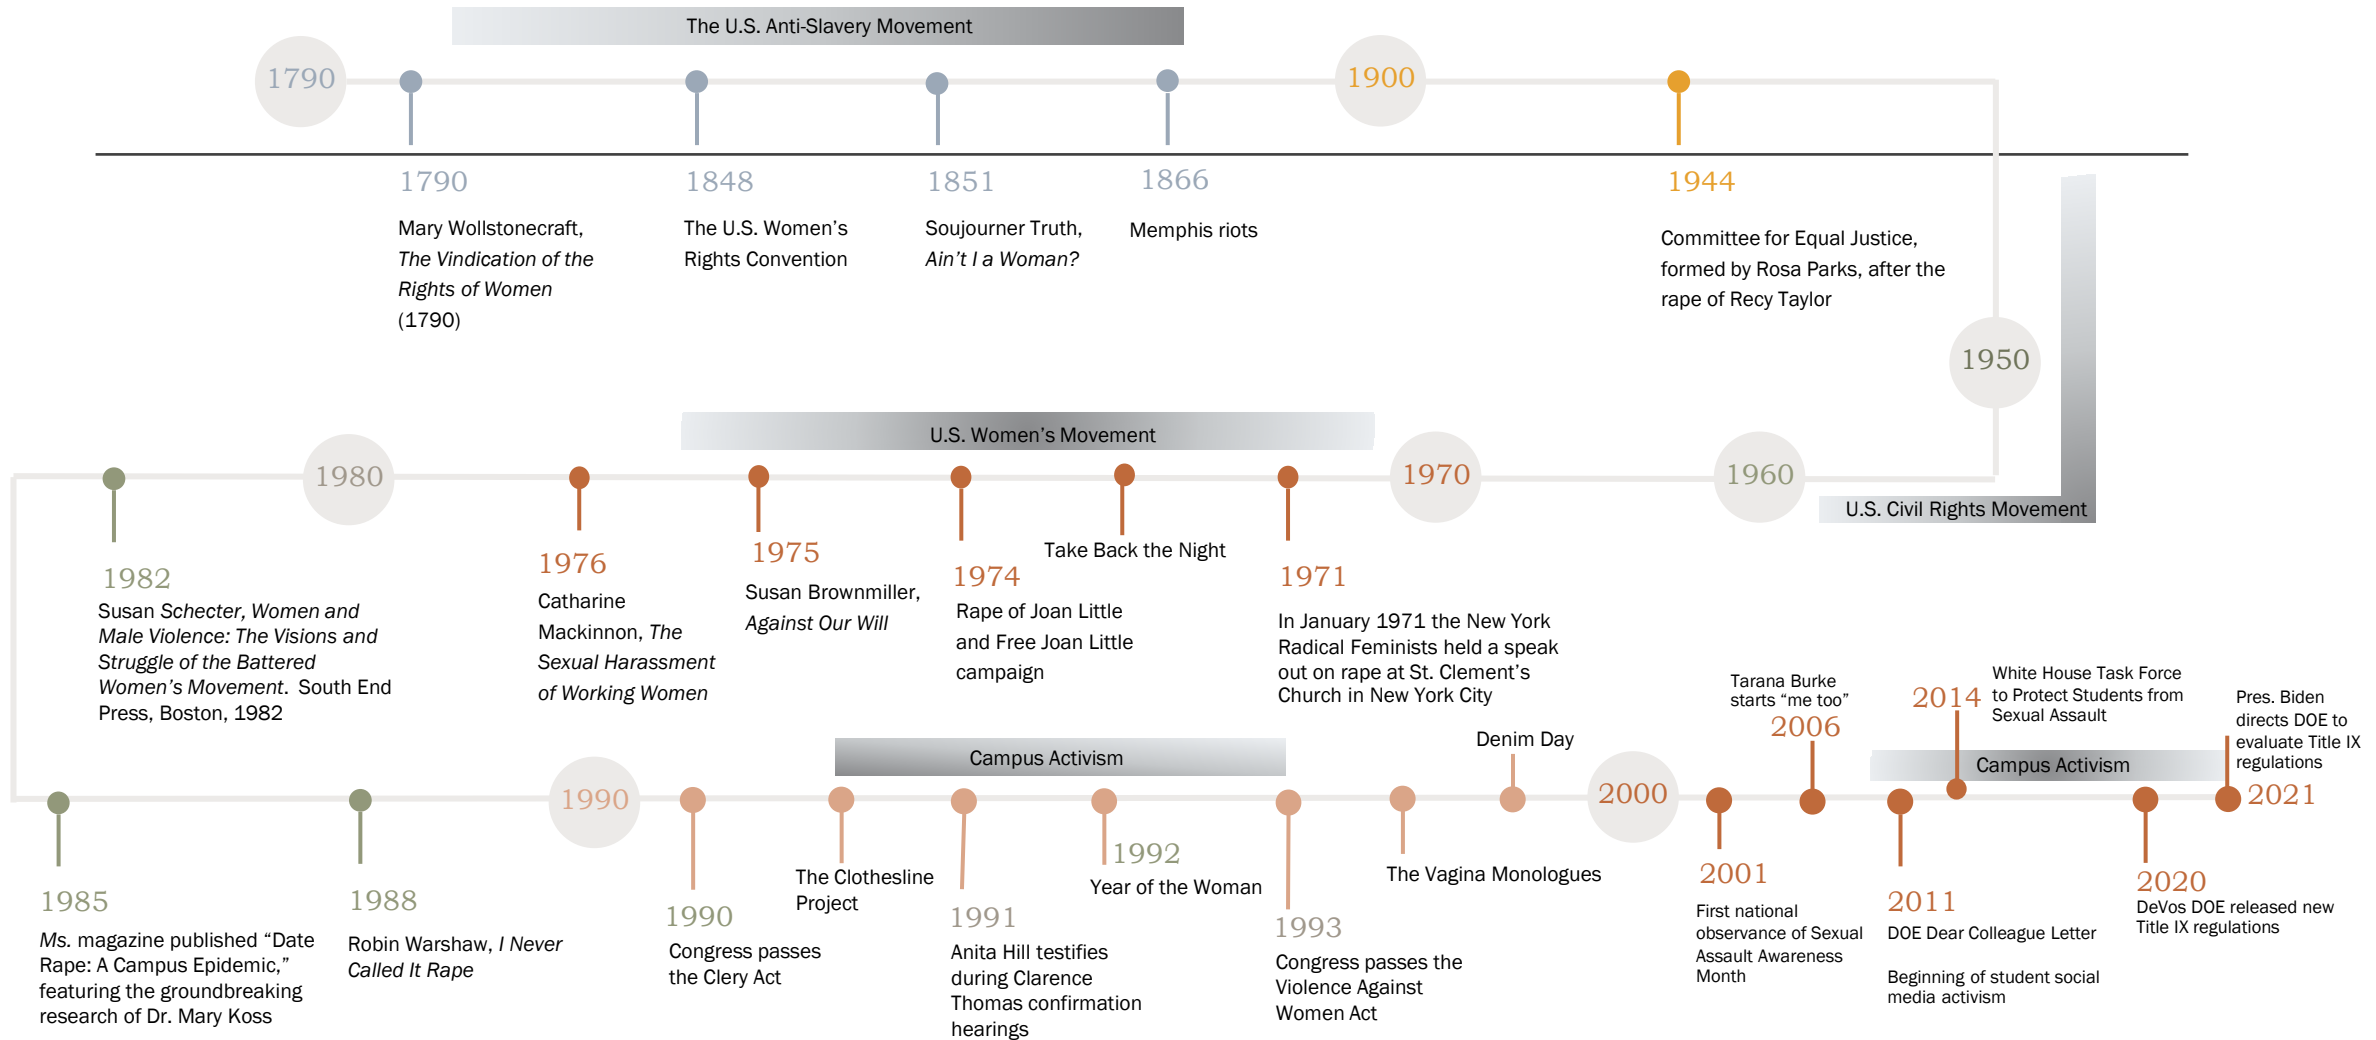 The U.S. Anti-Slavery Movement
1790
1900
1790
Mary Wollstonecraft,
The Vindication of the
Rights of Women
(1790)
1848
The U.S. Women’s
Rights Convention
1851
Soujourner Truth,
Ain’t I a Woman?
1866
Memphis riots
1944
Committee for Equal Justice,
formed by Rosa Parks, after the
rape of Recy Taylor
1950
U.S. Civil Rights Movement
1960
1970
U.S. Women’s Movement
1971
In January 1971 the New York
Radical Feminists held a speak
out on rape at St. Clement’s
Church in New York City
Take Back the Night
1974
Rape of Joan Little
and Free Joan Little
campaign
1975
Susan Brownmiller,
Against Our Will
1976
Catharine
Mackinnon, The
Sexual Harassment
of Working Women
1980
1982
Susan Schecter, Women and
Male Violence: The Visions and
Struggle of the Battered
Women’s Movement. South End
Press, Boston, 1982
1985
Ms. magazine published “Date
Rape: A Campus Epidemic,”
featuring the groundbreaking
research of Dr. Mary Koss
1988
Robin Warshaw, I Never
Called It Rape
1990
1990
Congress passes
the Clery Act
Campus Activism
The Clothesline
Project
1991
Anita Hill testifies
during Clarence
Thomas confirmation
hearings
1992
Year of the Woman
1993
Congress passes the
Violence Against
Women Act
The Vagina Monologues
Denim Day
2000
2001
First national
observance of Sexual
Assault Awareness
Month
Tarana Burke
starts “me too”
2006
2011
DOE Dear Colleague Letter
Beginning of student social
media activism
2014
White House Task Force
to Protect Students from
Sexual Assault
Campus Activism
2020
DeVos DOE released new
Title IX regulations
Pres. Biden
directs DOE to
evaluate Title IX
regulations
2021